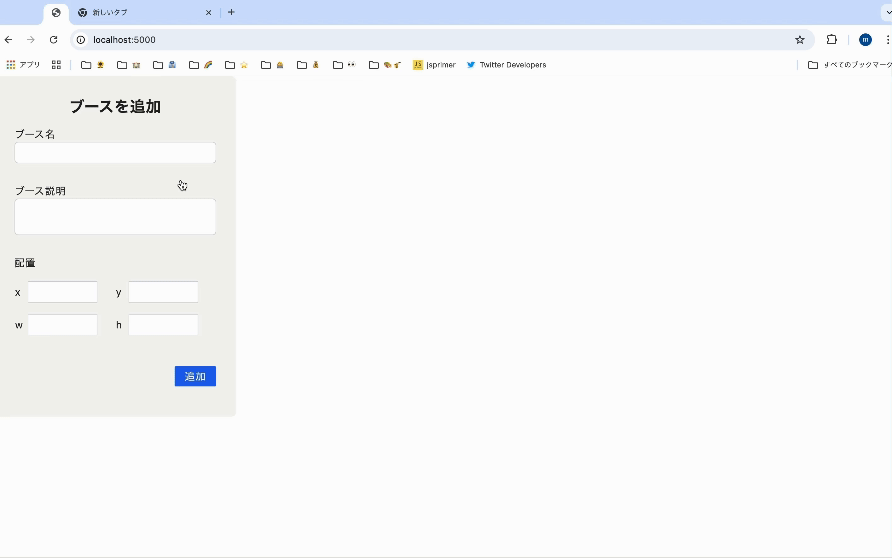 新しいタブ
localhost:5000
m
アプリ
JS jsprimer
Twitter Developers
すべてのブックマーク
ブースを追加
ブース名
ブース説明
配置
x
y
w
h
追加